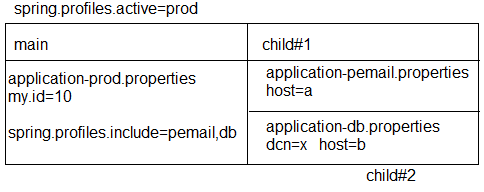 spring.profiles.active=prod
main
child#1
application-prod.properties
my.id=10
spring.profiles.include=pemail,db
application-pemail.properties
host=a
application-db.properties
dcn=x host=b
child#2